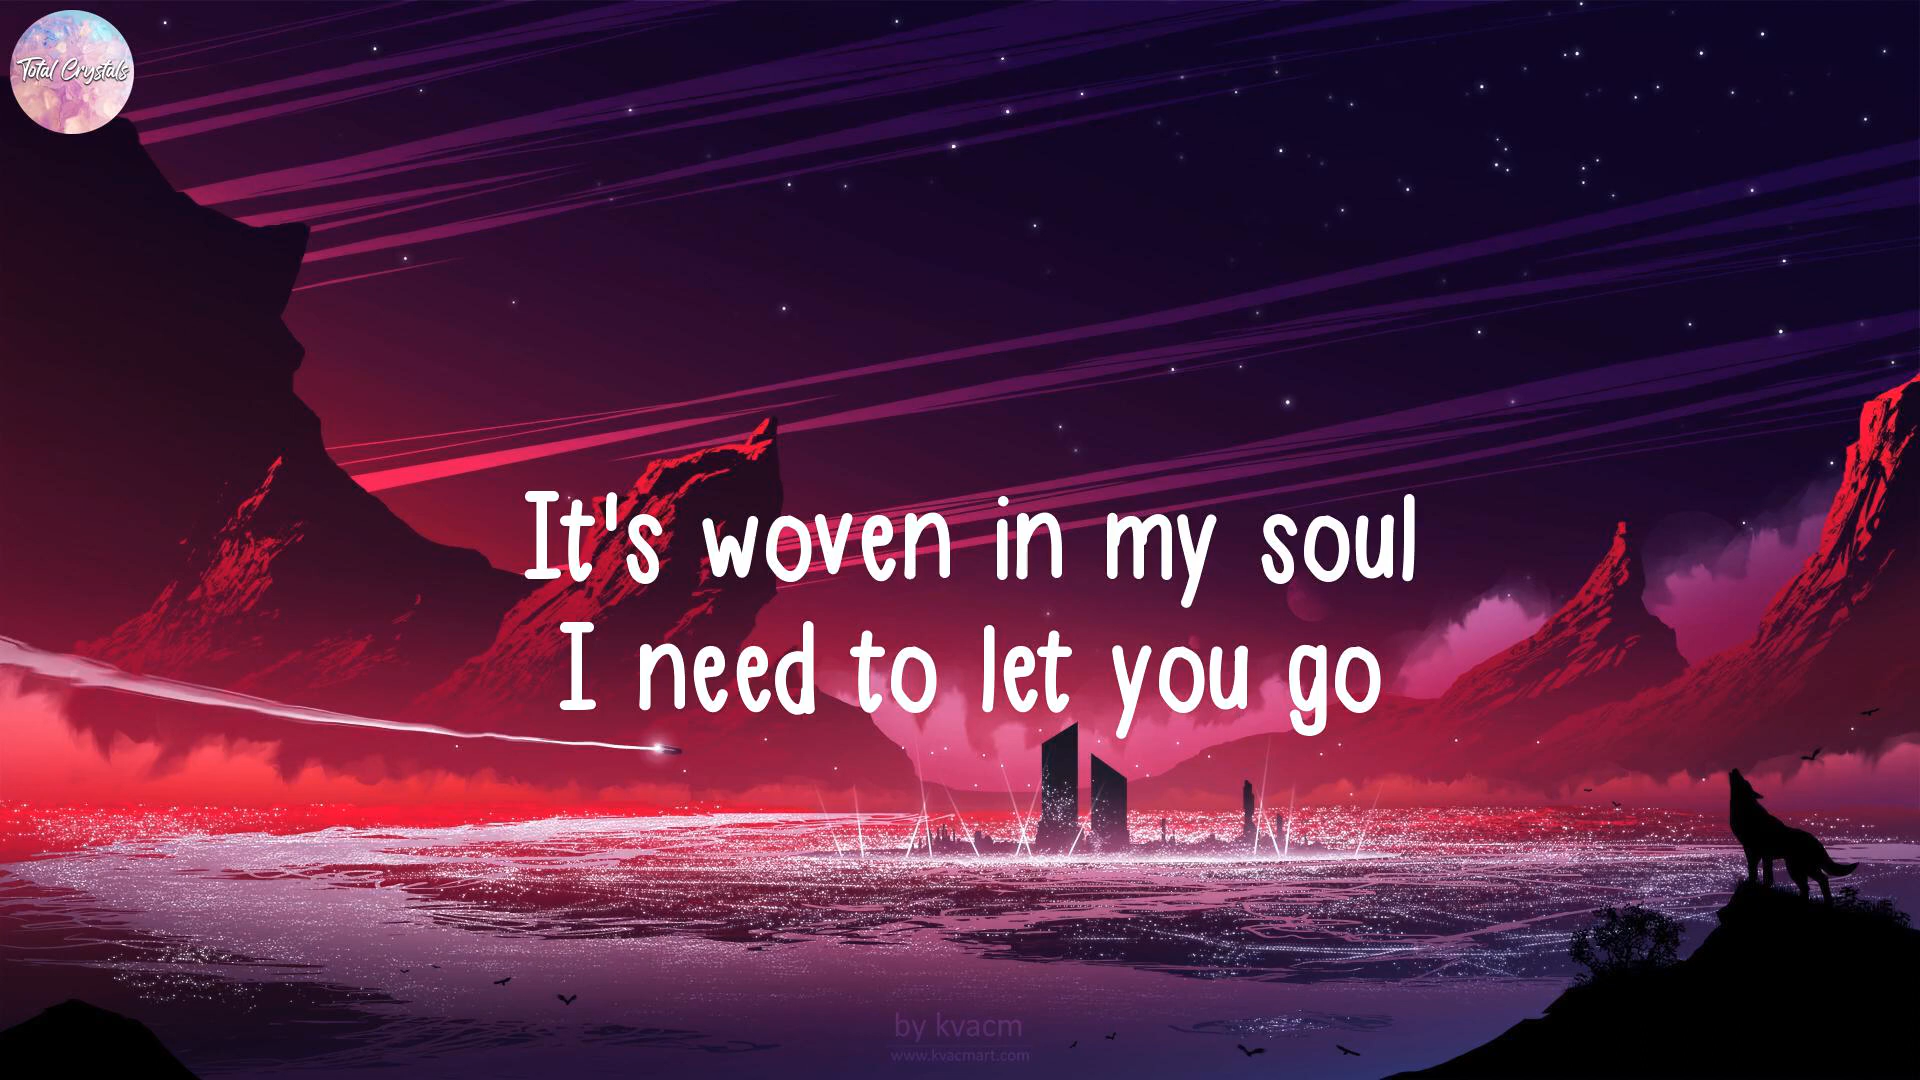 Total Crystals
It's woven in my soul
I need to let you go
by kvacm
www.kvacmart.com